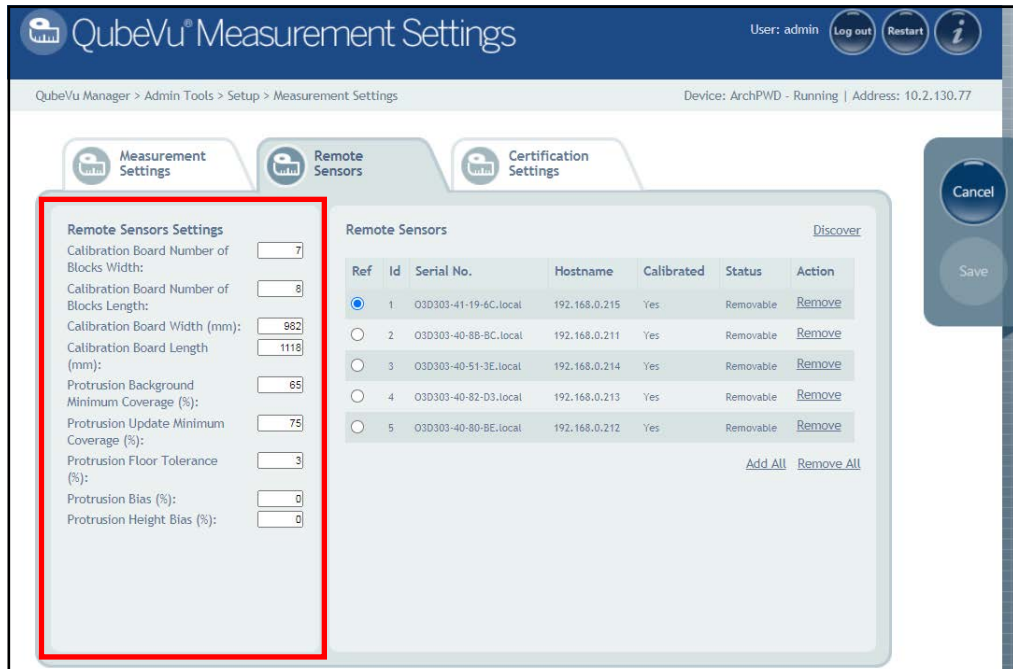 QubeVu® Measurement Settings
User: admin
Log out
Restart
i
QubeVu Manager > Admin Tools > Setup > Measurement Settings
Device: ArchPWD - Running | Address: 10.2.130.77
Measurement
Settings
Remote
Sensors
Certification
Settings
Cancel
Save
Remote Sensors Settings
Calibration Board Number of
Blocks Width: 7
Calibration Board Number of
Blocks Length: 8
Calibration Board Width (mm): 982
Calibration Board Length
(mm): 1118
Protrusion Background
Minimum Coverage (%): 65
Protrusion Update Minimum
Coverage (%): 75
Protrusion Floor Tolerance
(%): 3
Protrusion Bias (%): 0
Protrusion Height Bias (%): 0
Remote Sensors
Discover
Ref Id Serial No. Hostname Calibrated Status Action
1 O3D303-41-19-6C.local 192.168.0.215 Yes Removable Remove
2 O3D303-40-8B-BC.local 192.168.0.211 Yes Removable Remove
3 O3D303-40-51-3E.local 192.168.0.214 Yes Removable Remove
4 O3D303-40-82-D3.local 192.168.0.213 Yes Removable Remove
5 O3D303-40-80-BE.local 192.168.0.212 Yes Removable Remove
Add All Remove All